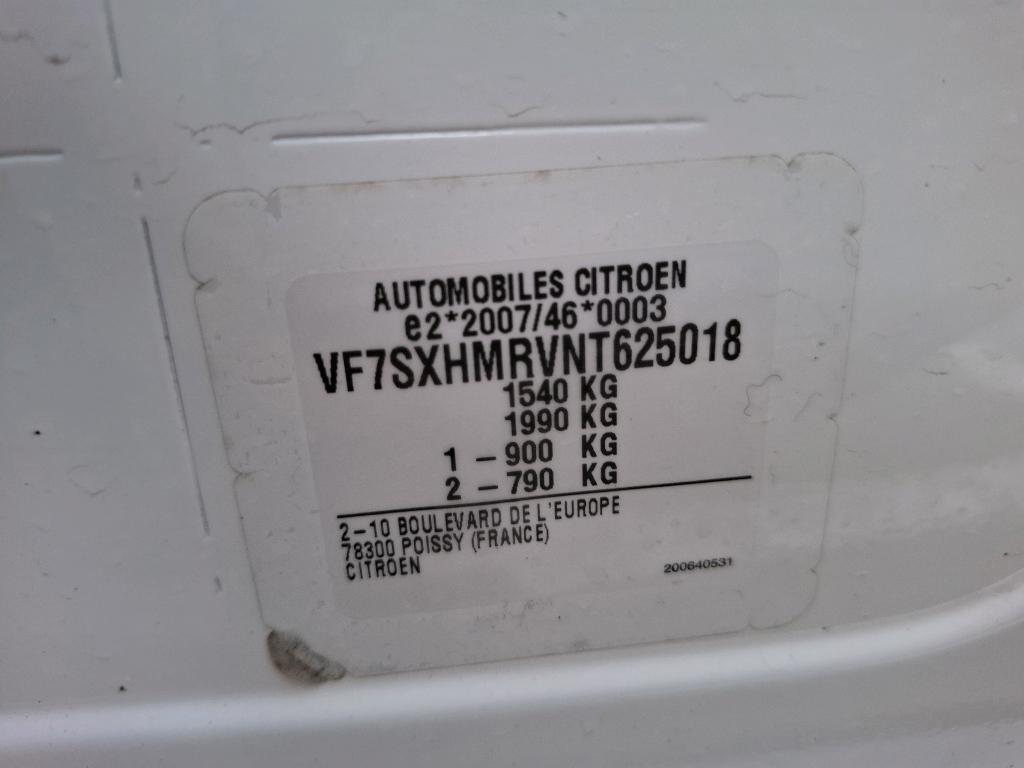 AUTOMOBILES CITROEN
e2*2007/46*0003
VF7SXHMRVNT625018
1540 KG
1990 KG
1 - 900 KG
2 - 790 KG
2-10 BOULEVARD DE L'EUROPE
78300 POISSY (FRANCE)
CITROEN
200640531